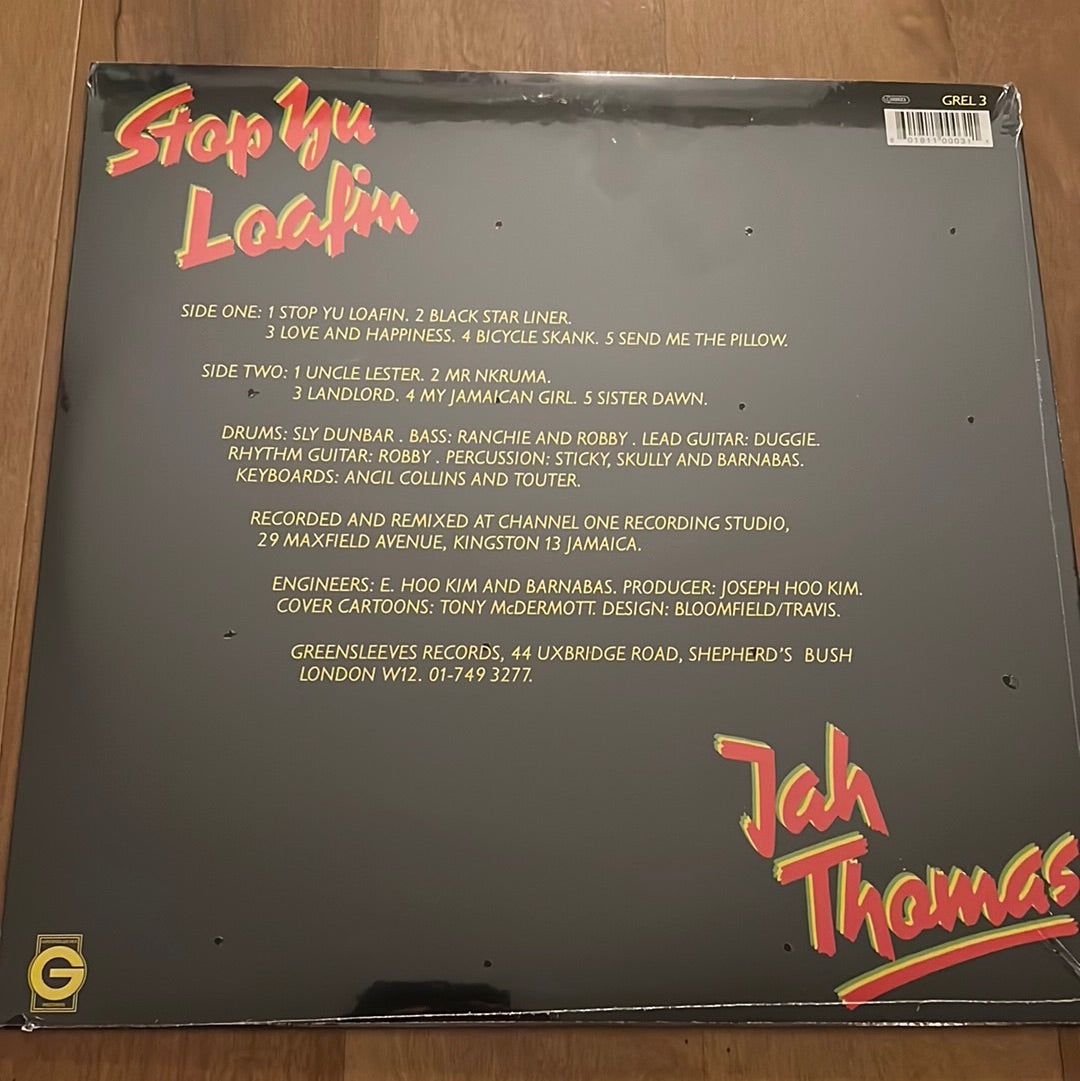 Stop Yu
Loafin
GREL 3
6 01811 00031 1
SIDE ONE: 1 STOP YU LOAFIN. 2 BLACK STAR LINER.
3 LOVE AND HAPPINESS. 4 BICYCLE SKANK. 5 SEND ME THE PILLOW.
SIDE TWO: 1 UNCLE LESTER. 2 MR NKRUMA.
3 LANDLORD. 4 MY JAMAICAN GIRL. 5 SISTER DAWN.
DRUMS: SLY DUNBAR . BASS: RANCHIE AND ROBBY . LEAD GUITAR: DUGGIE.
RHYTHM GUITAR: ROBBY . PERCUSSION: STICKY, SKULLY AND BARNABAS.
KEYBOARDS: ANCIL COLLINS AND TOUTER.
RECORDED AND REMIXED AT CHANNEL ONE RECORDING STUDIO,
29 MAXFIELD AVENUE, KINGSTON 13 JAMAICA.
ENGINEERS: E. HOO KIM AND BARNABAS. PRODUCER: JOSEPH HOO KIM.
COVER CARTOONS: TONY McDERMOTT. DESIGN: BLOOMFIELD/TRAVIS.
GREENSLEEVES RECORDS, 44 UXBRIDGE ROAD, SHEPHERD'S BUSH
LONDON W12. 01-749 3277.
Jah
Thomas
G